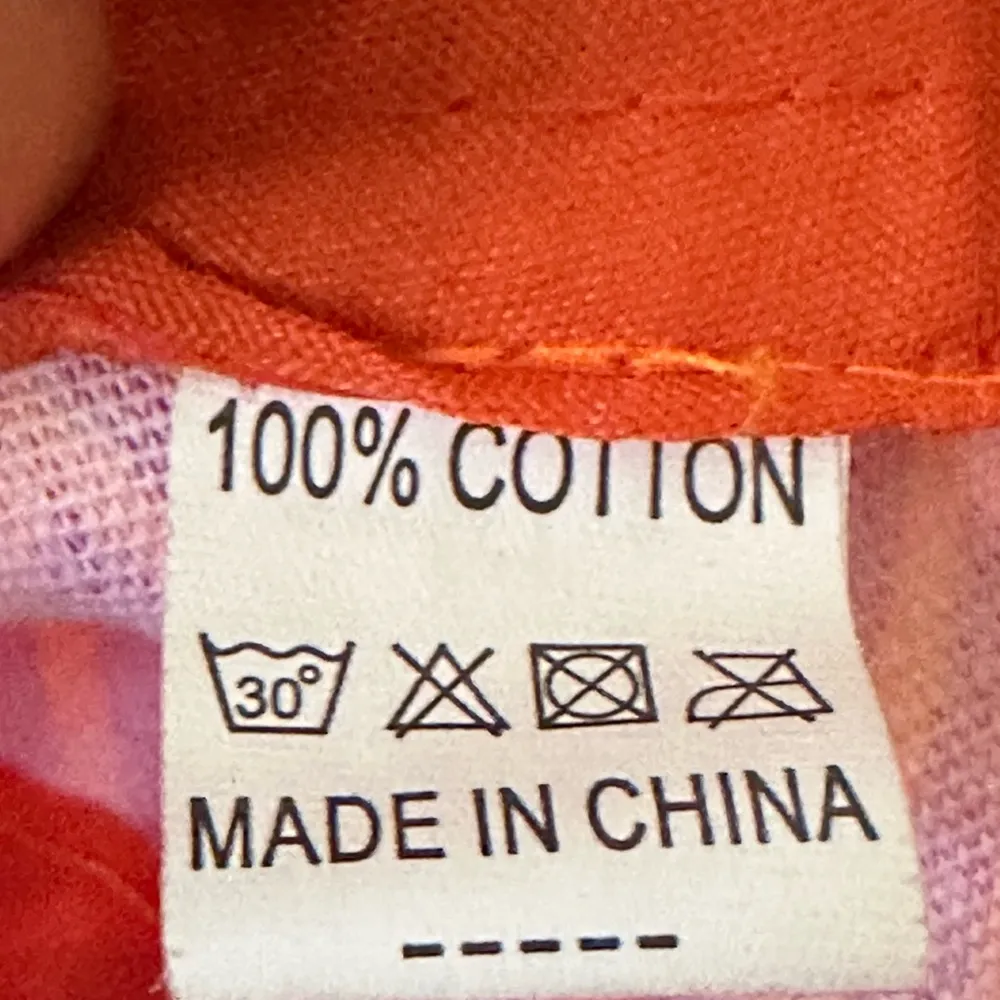 100% COTTON
30°
MADE IN CHINA
-----